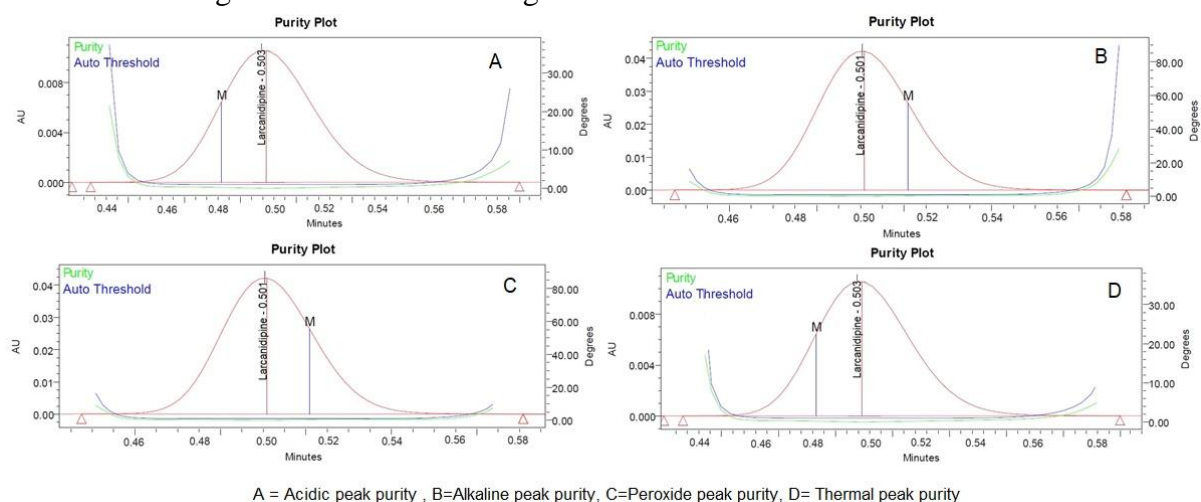 Purity Plot
Purity
Auto Threshold
A
M
Larcanidipine - 0.503
AU
0.008
0.004
0.000
30.00
20.00
10.00
0.00
Degrees
0.44 0.46 0.48 0.50 0.52 0.54 0.56 0.58
Minutes
Purity Plot
Purity
Auto Threshold
B
M
Larcanidipine - 0.501
AU
0.04
0.03
0.02
0.01
0.00
80.00
60.00
40.00
20.00
0.00
Degrees
0.46 0.48 0.50 0.52 0.54 0.56 0.58
Minutes
Purity Plot
Purity
Auto Threshold
C
M
Larcanidipine - 0.501
AU
0.04
0.03
0.02
0.01
0.00
80.00
60.00
40.00
20.00
0.00
Degrees
0.46 0.48 0.50 0.52 0.54 0.56 0.58
Minutes
Purity Plot
Purity
Auto Threshold
D
M
Larcanidipine - 0.503
AU
0.008
0.004
0.000
30.00
20.00
10.00
0.00
Degrees
0.44 0.46 0.48 0.50 0.52 0.54 0.56 0.58
Minutes
A = Acidic peak purity , B=Alkaline peak purity, C=Peroxide peak purity, D= Thermal peak purity